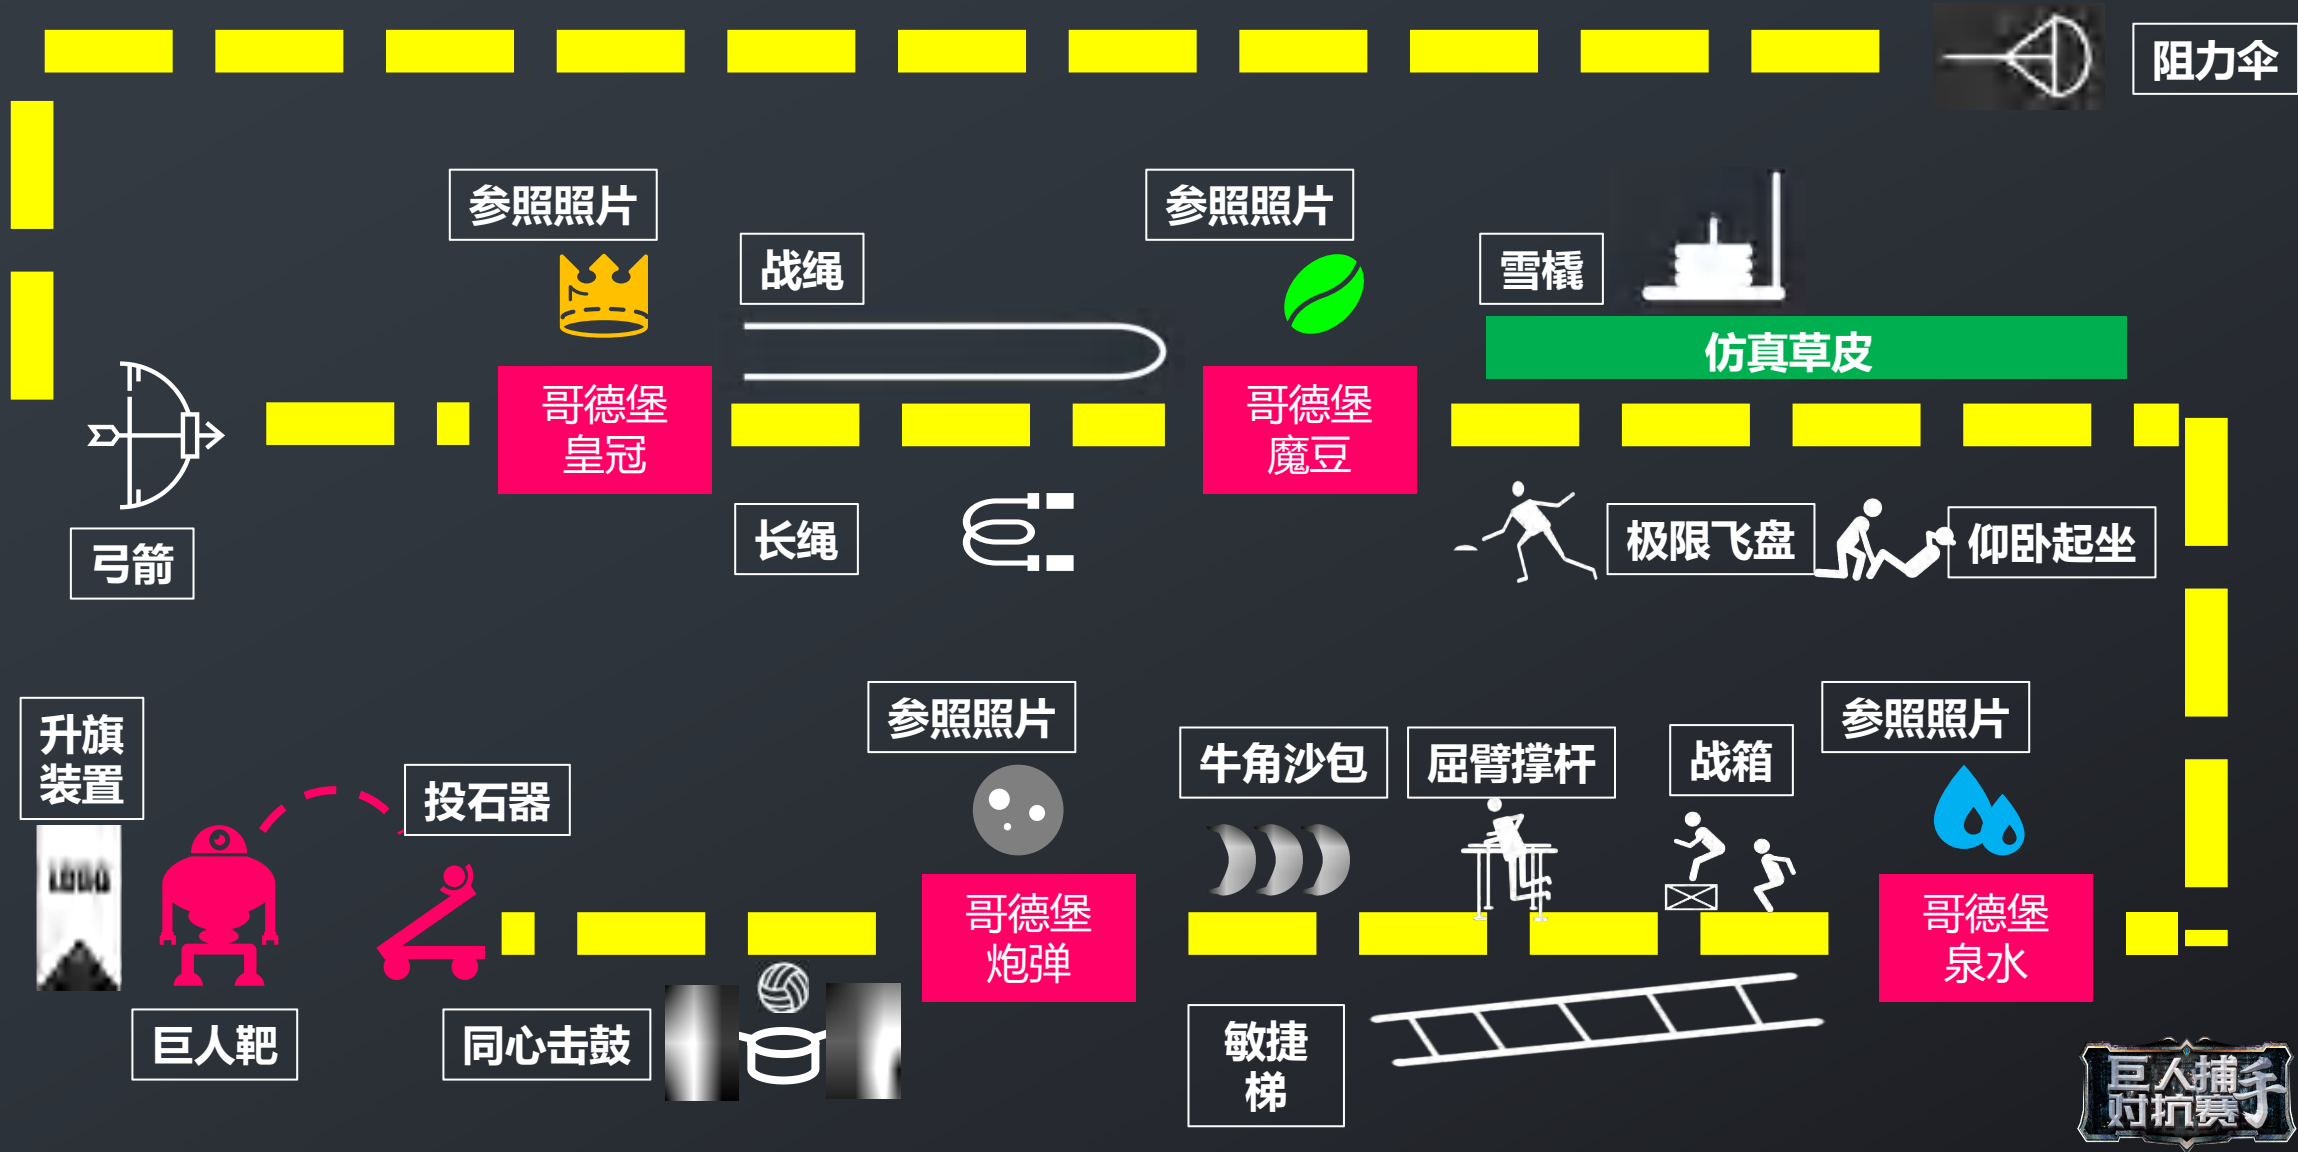 阻力伞
参照照片
参照照片
战绳
雪橇
仿真草皮
哥德堡
皇冠
哥德堡
魔豆
弓箭
长绳
极限飞盘
仰卧起坐
升旗
装置
投石器
参照照片
牛角沙包
屈臂撑杆
战箱
参照照片
LOGO
哥德堡
炮弹
哥德堡
泉水
巨人靶
同心击鼓
敏捷
梯
巨人捕手
对抗赛